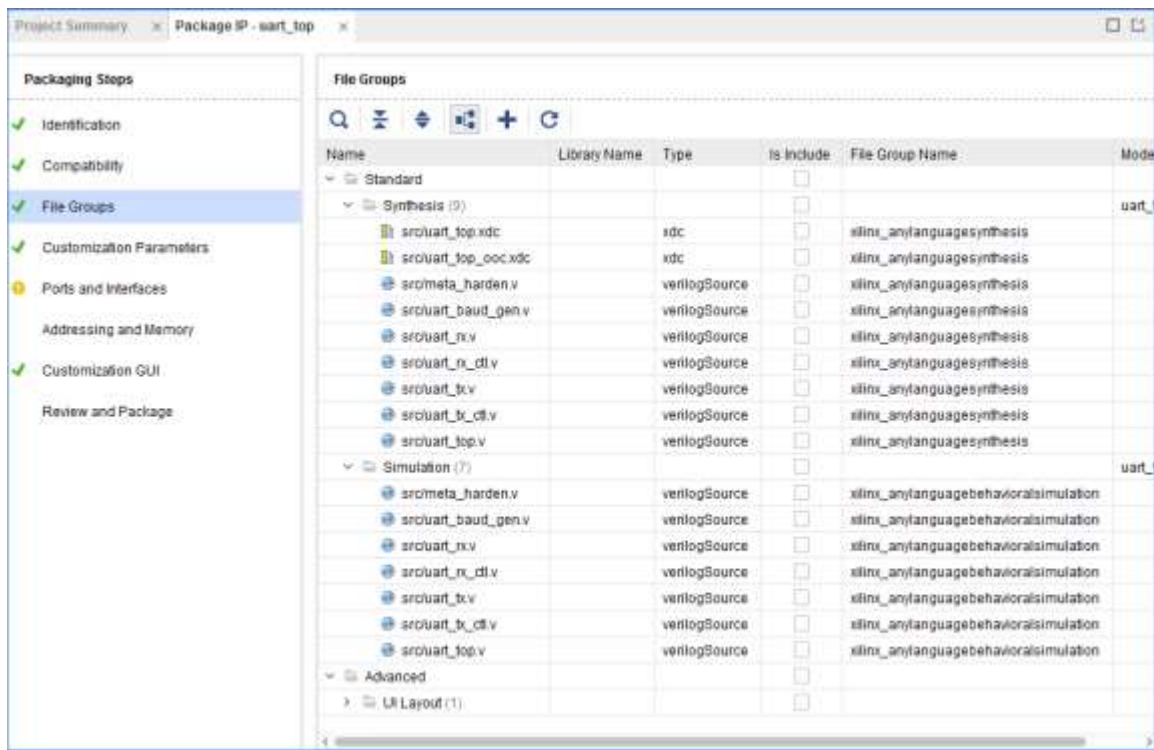 Project Summary × Package IP - uart_top ×
Packaging Steps
Identification
Compatibility
File Groups
Customization Parameters
Ports and Interfaces
Addressing and Memory
Customization GUI
Review and Package
File Groups
Name Library Name Type Is Include File Group Name Mode
Standard
Synthesis (9) uart_
src/uart_top.xdc xdc xilinx_anylanguagesynthesis
src/uart_top_ooc.xdc xdc xilinx_anylanguagesynthesis
src/meta_harden.v verilogSource xilinx_anylanguagesynthesis
src/uart_baud_gen.v verilogSource xilinx_anylanguagesynthesis
src/uart_rx.v verilogSource xilinx_anylanguagesynthesis
src/uart_rx_ctl.v verilogSource xilinx_anylanguagesynthesis
src/uart_tx.v verilogSource xilinx_anylanguagesynthesis
src/uart_tx_ctl.v verilogSource xilinx_anylanguagesynthesis
src/uart_top.v verilogSource xilinx_anylanguagesynthesis
Simulation (7) uart_
src/meta_harden.v verilogSource xilinx_anylanguagebehavioralsimulation
src/uart_baud_gen.v verilogSource xilinx_anylanguagebehavioralsimulation
src/uart_rx.v verilogSource xilinx_anylanguagebehavioralsimulation
src/uart_rx_ctl.v verilogSource xilinx_anylanguagebehavioralsimulation
src/uart_tx.v verilogSource xilinx_anylanguagebehavioralsimulation
src/uart_tx_ctl.v verilogSource xilinx_anylanguagebehavioralsimulation
src/uart_top.v verilogSource xilinx_anylanguagebehavioralsimulation
Advanced
UI Layout (1)